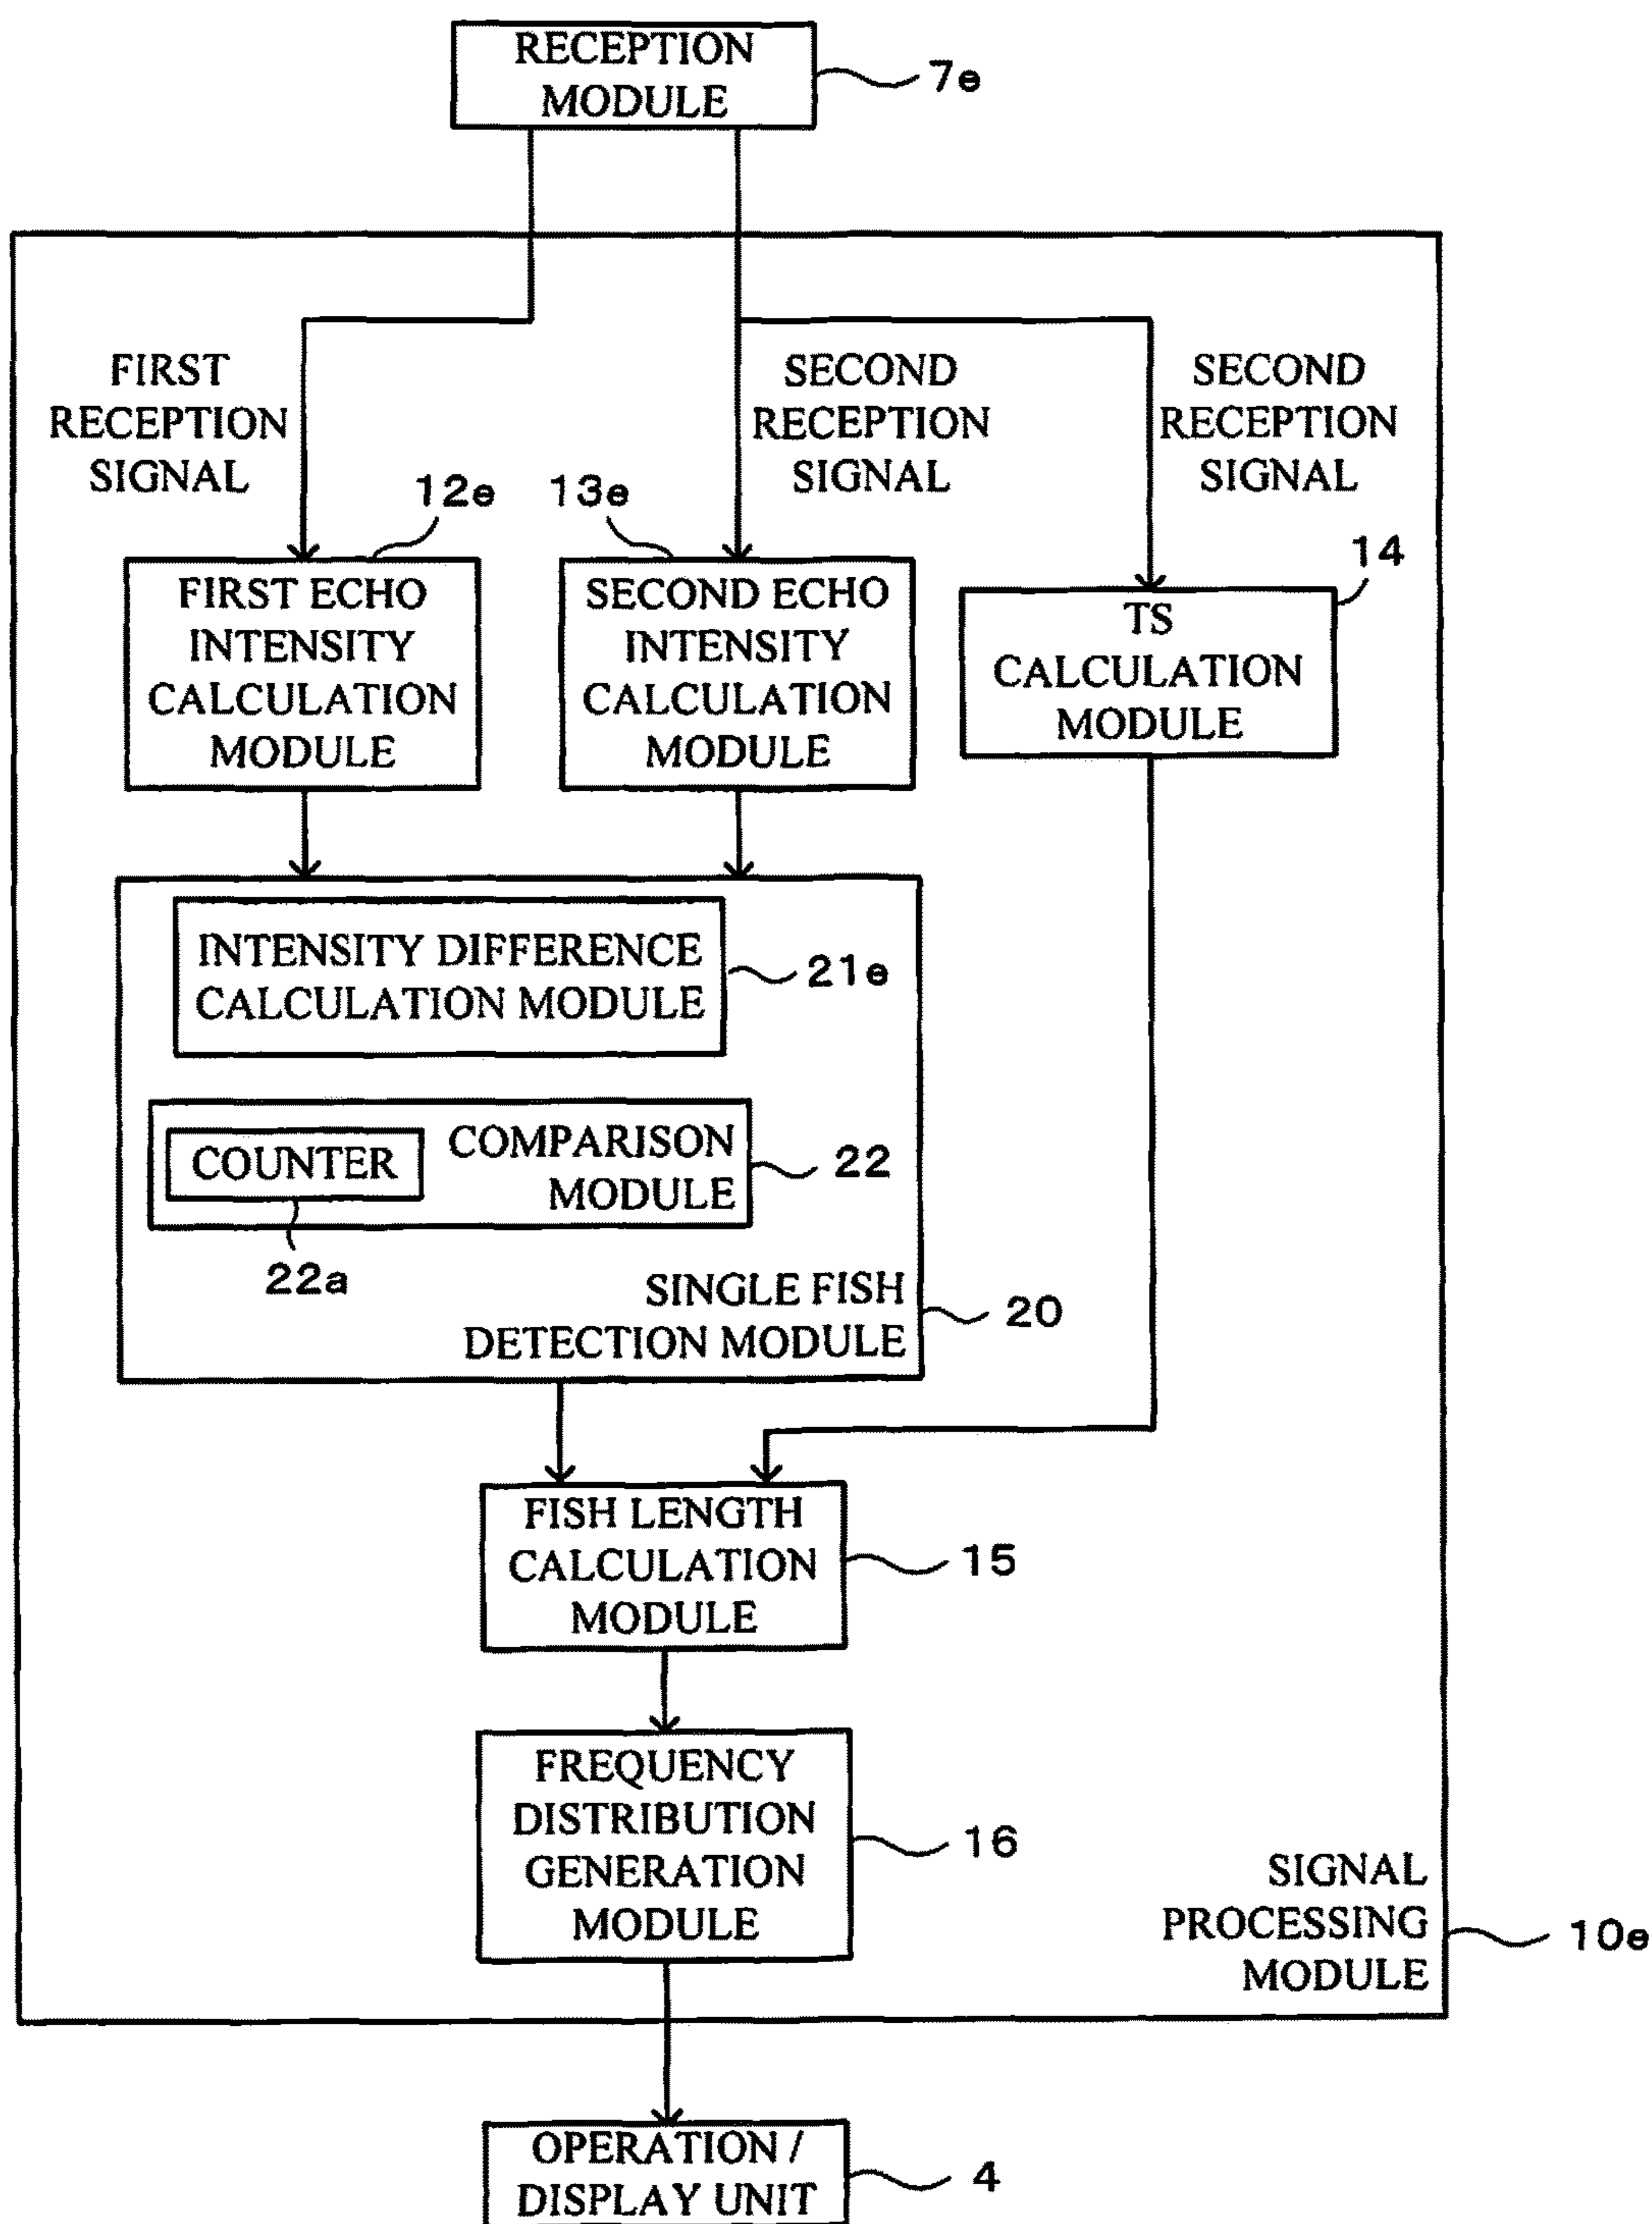 RECEPTION
MODULE
7e
FIRST
RECEPTION
SIGNAL
SECOND
RECEPTION
SIGNAL
SECOND
RECEPTION
SIGNAL
12e
13e
14
FIRST ECHO
INTENSITY
CALCULATION
MODULE
SECOND ECHO
INTENSITY
CALCULATION
MODULE
TS
CALCULATION
MODULE
INTENSITY DIFFERENCE
CALCULATION MODULE
21e
COUNTER
COMPARISON
MODULE
22
22a
SINGLE FISH
DETECTION MODULE
20
FISH LENGTH
CALCULATION
MODULE
15
FREQUENCY
DISTRIBUTION
GENERATION
MODULE
16
SIGNAL
PROCESSING
MODULE
10e
OPERATION /
DISPLAY UNIT
4